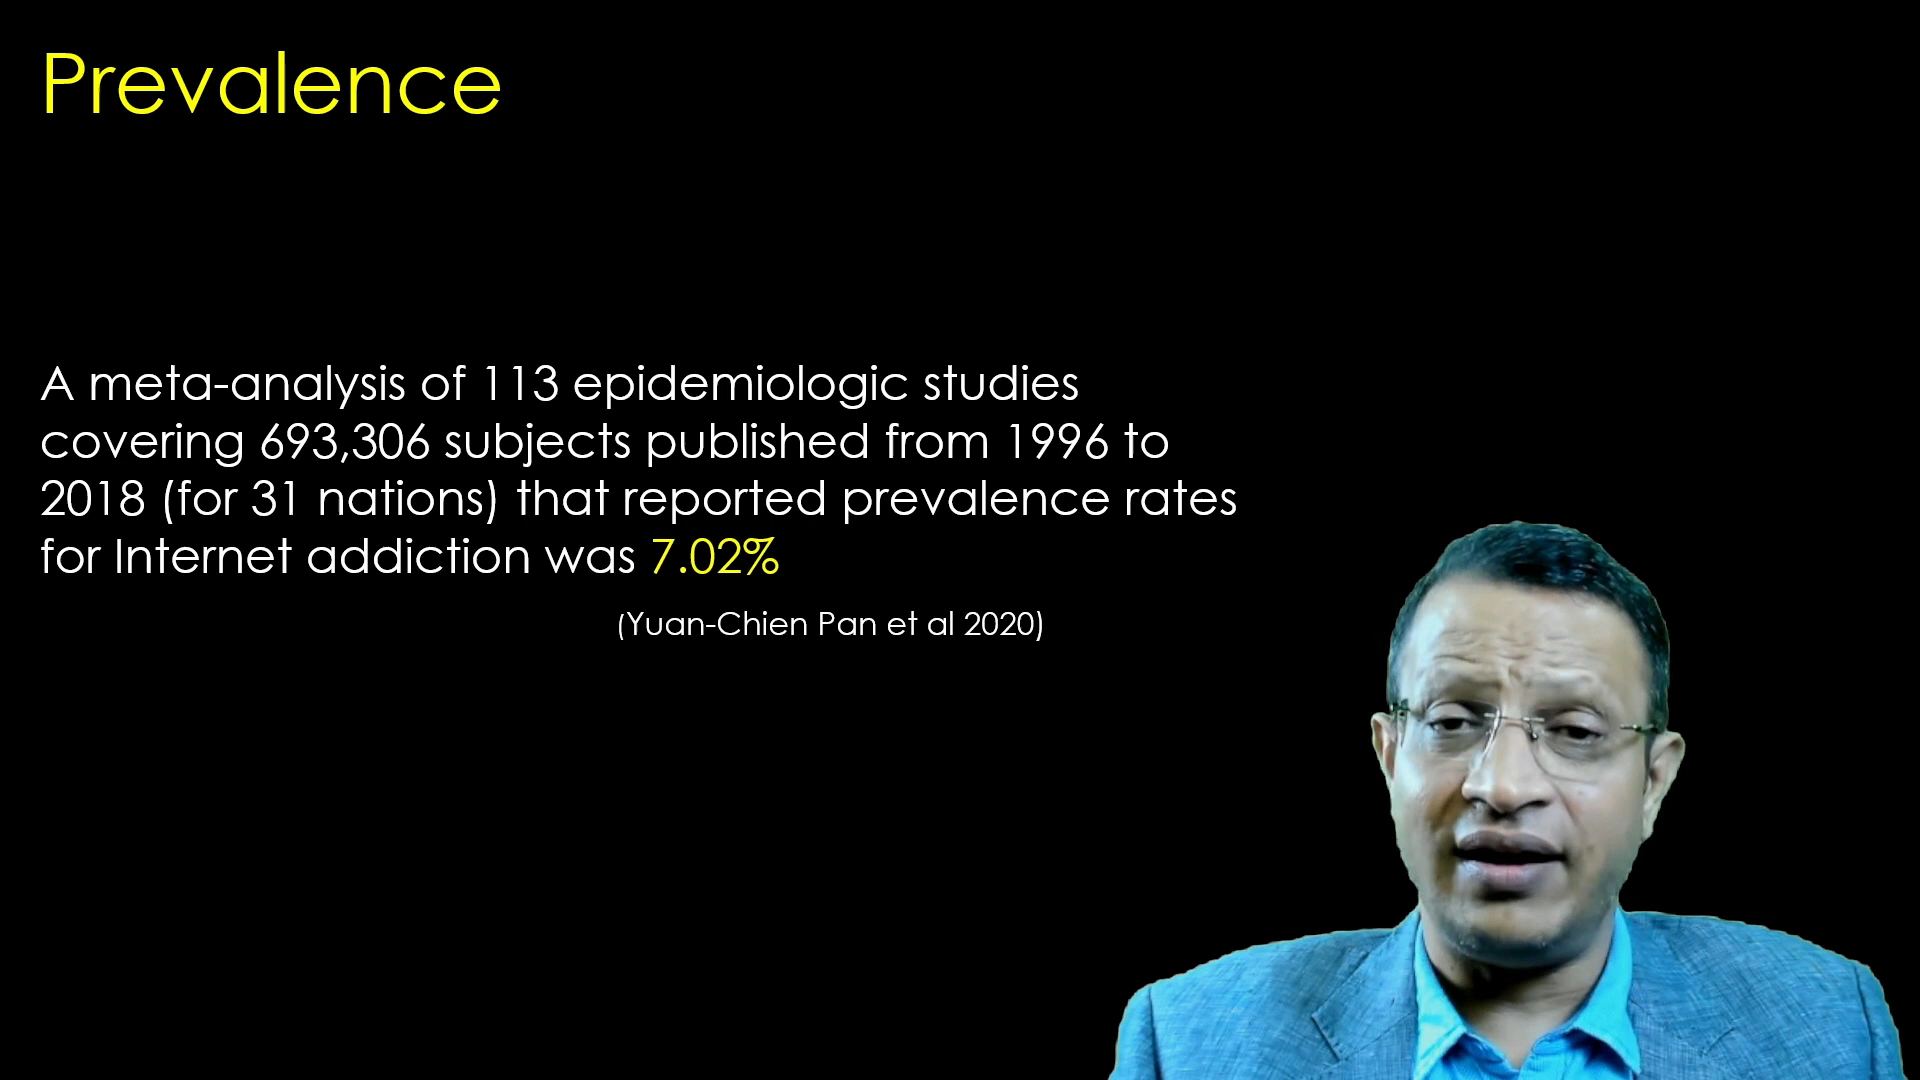 Prevalence
A meta-analysis of 113 epidemiologic studies
covering 693,306 subjects published from 1996 to
2018 (for 31 nations) that reported prevalence rates
for Internet addiction was 7.02%
(Yuan-Chien Pan et al 2020)